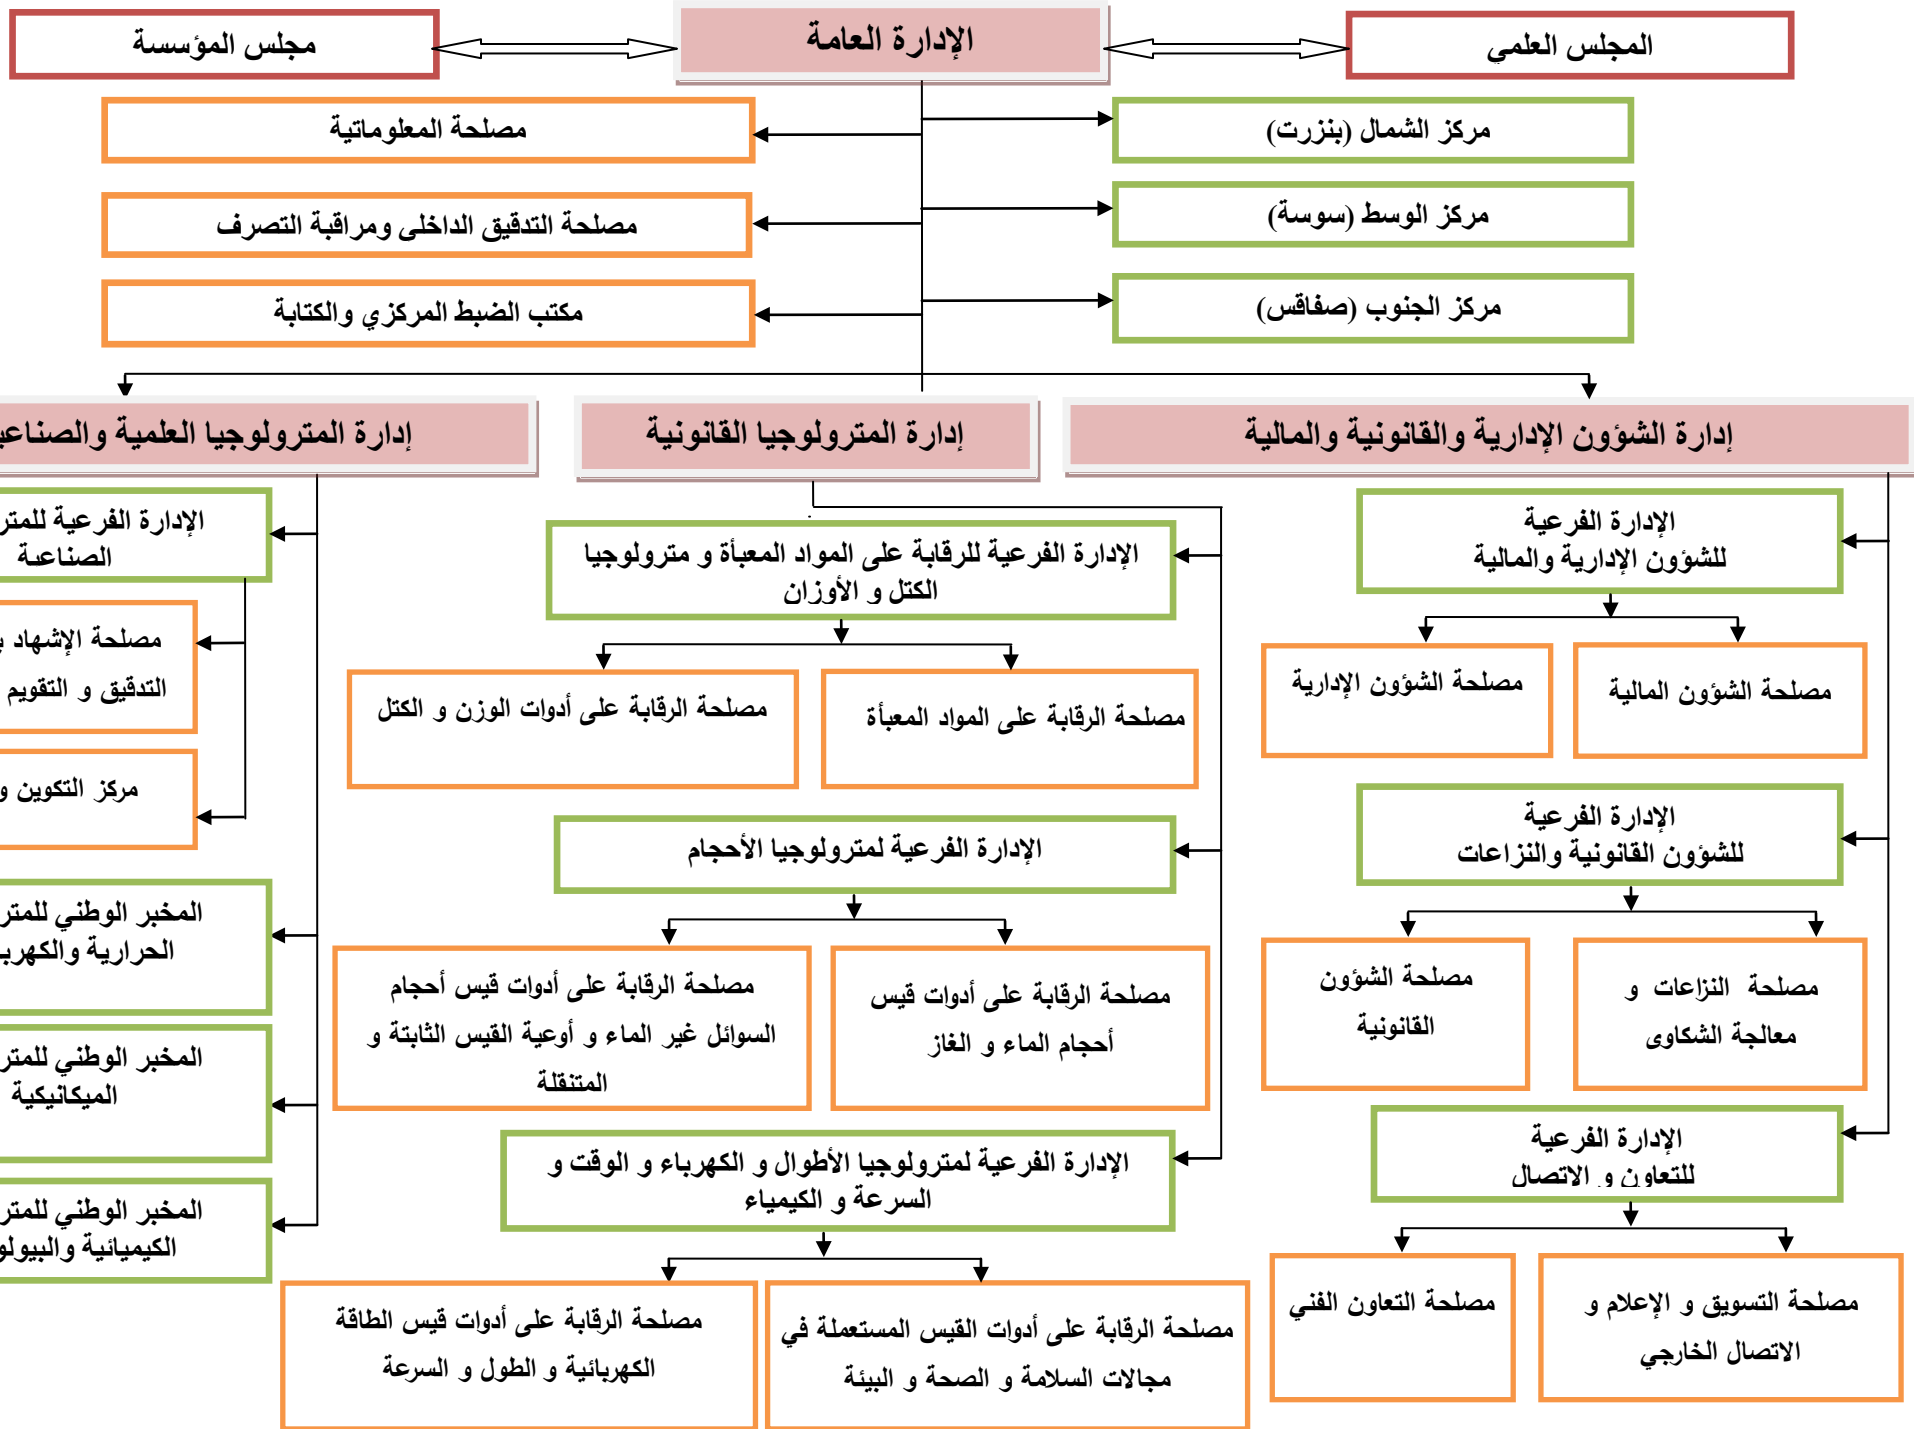 المجلس العلمي
الإدارة العامة
مجلس المؤسسة
مركز الشمال (بنزرت)
مصلحة المعلوماتية
مركز الوسط (سوسة)
مصلحة التدقيق الداخلي ومراقبة التصرف
مركز الجنوب (صفاقس)
مكتب الضبط المركزي والكتابة
إدارة الشؤون الإدارية والقانونية والمالية
الإدارة الفرعية
للشؤون الإدارية والمالية
مصلحة الشؤون المالية
مصلحة الشؤون الإدارية
الإدارة الفرعية
للشؤون القانونية والنزاعات
مصلحة النزاعات و
معالجة الشكاوى
مصلحة الشؤون
القانونية
الإدارة الفرعية
للتعاون و الاتصال
مصلحة التسويق و الإعلام و
الاتصال الخارجي
مصلحة التعاون الفني
إدارة المترولوجيا القانونية
الإدارة الفرعية للرقابة على المواد المعبأة و مترولوجيا
الكتل و الأوزان
مصلحة الرقابة على المواد المعبأة
مصلحة الرقابة على أدوات الوزن و الكتل
الإدارة الفرعية لمترولوجيا الأحجام
مصلحة الرقابة على أدوات قيس
أحجام الماء و الغاز
مصلحة الرقابة على أدوات قيس أحجام
السوائل غير الماء و أوعية القيس الثابتة و
المتنقلة
الإدارة الفرعية لمترولوجيا الأطوال و الكهرباء و الوقت و
السرعة و الكيمياء
مصلحة الرقابة على أدوات القيس المستعملة في
مجالات السلامة و الصحة و البيئة
مصلحة الرقابة على أدوات قيس الطاقة
الكهربائية و الطول و السرعة
إدارة المترولوجيا العلمية
الإدارة الفرعية
الصناعية
مصلحة الإشهاد
التدقيق و التقويم
مركز التكوين و
المخبر الوطني
الحرارية
المخبر الوطني
الميكانيكية
المخبر الوطني
الكيميائية